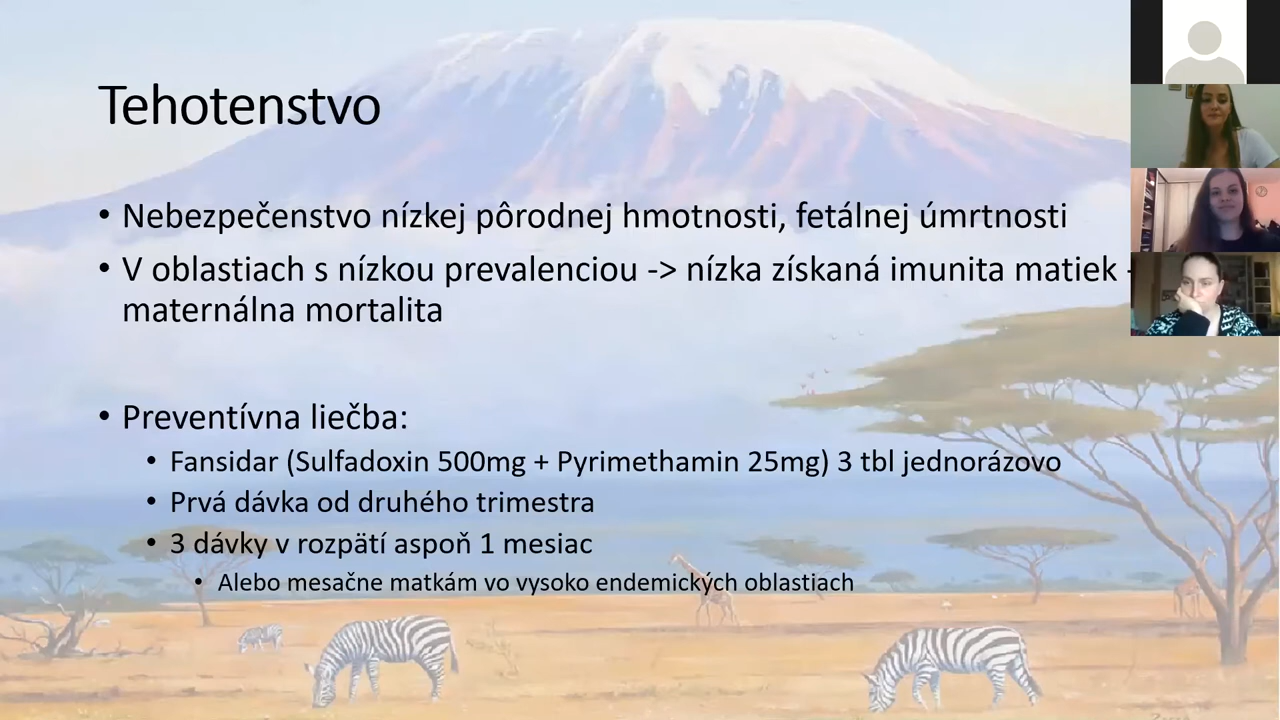 Tehotenstvo
• Nebezpečenstvo nízkej pôrodnej hmotnosti, fetálnej úmrtnosti
• V oblastiach s nízkou prevalenciou -> nízka získaná imunita matiek -
maternálna mortalita
• Preventívna liečba:
• Fansidar (Sulfadoxin 500mg + Pyrimethamin 25mg) 3 tbl jednorázovo
• Prvá dávka od druhého trimestra
• 3 dávky v rozpätí aspoň 1 mesiac
• Alebo mesačne matkám vo vysoko endemických oblastiach